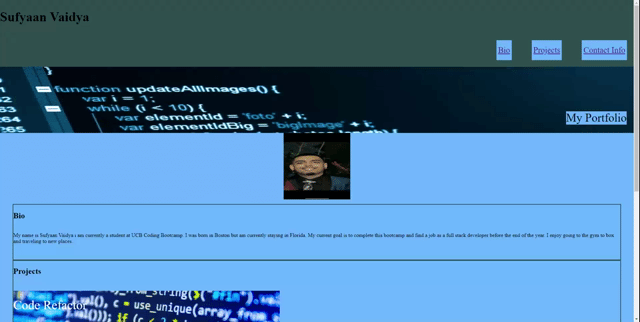 Sufyaan Vaidya
Bio
Projects
Contact Info
function updateAllImages() {
var i = 1;
while (i < 10) {
var elementId = 'foto' + i;
var elementIdBig = 'bigImage' +
My Portfolio
Bio
My name is Sufyaan Vaidya i am currently a student at UCB Coding Bootcamp. I was born in Boston but am currently staying in Florida. My current goal is to complete this bootcamp and find a job as a full stack developer before the end of the year. I enjoy going to the gym to box
and traveling to new places.
Projects
Code Refactor
c = use_unique(array_from